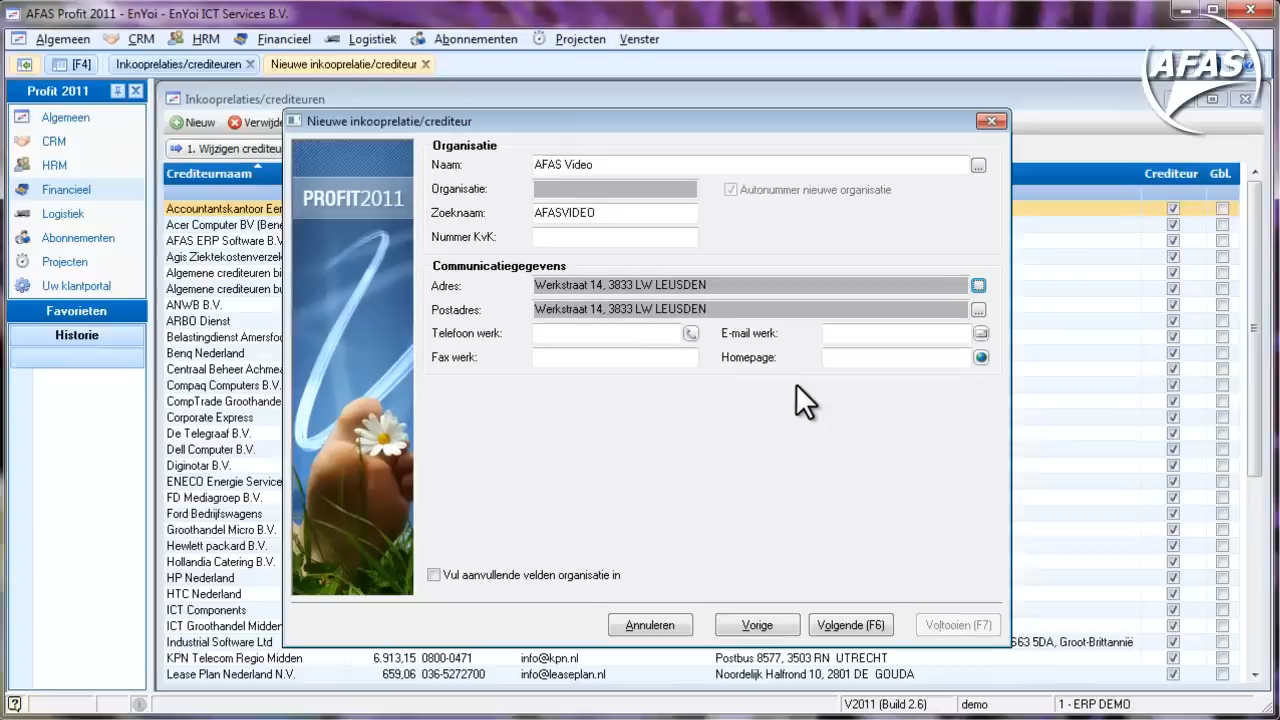 AFAS Profit 2011 - EnYoi - EnYoi ICT Services B.V.
Algemeen CRM HRM Financieel Logistiek Abonnementen Projecten Venster
[F4] Inkooprelaties/crediteuren Nieuwe inkooprelatie/crediteur
AFAS
Profit 2011
Algemeen
CRM
HRM
Financieel
Logistiek
Abonnementen
Projecten
Uw klantportal
Favorieten
Historie
Inkooprelaties/crediteuren
Nieuw Verwijde
1. Wijzigen crediteu
Crediteurnaam Crediteur Gbl.
Accountantskantoor Eer
Acer Computer BV (Bene
AFAS ERP Software B.V
Agis Ziektekostenverzek
Algemene crediteuren bi
Algemene crediteuren bi
ANWB B.V.
ARBO Dienst
Belastingdienst Amersfoo
Benq Nederland
Centraal Beheer Achme
Compaq Computers B.V.
CompTrade Groothande
Corporate Express
De Telegraaf B.V.
Dell Computer B.V.
Diginotar B.V.
ENECO Energie Service
FD Mediagroep B.V.
Ford Bedrijfswagens
Groothandel Micro B.V.
Hewlett packard B.V.
Hollandia Catering B.V.
HP Nederland
HTC Nederland
ICT Components
ICT Groothandel Midden
Industrial Software Ltd 563 5DA, Groot-Brittannië
KPN Telecom Regio Midden 6.913,15 0800-0471 info@kpn.nl Postbus 8577, 3503 RN UTRECHT
Lease Plan Nederland N.V. 659,06 036-5272700 info@leaseplan.nl Noordelijk Halfrond 10, 2801 DE GOUDA
Nieuwe inkooprelatie/crediteur
PROFIT2011
Organisatie
Naam: AFAS Video ...
Organisatie: Autonummer nieuwe organisatie
Zoeknaam: AFASVIDEO
Nummer KvK:
Communicatiegegevens
Adres: Werkstraat 14, 3833 LW LEUSDEN ...
Postadres: Werkstraat 14, 3833 LW LEUSDEN ...
Telefoon werk: E-mail werk:
Fax werk: Homepage:
Vul aanvullende velden organisatie in
Annuleren Vorige Volgende (F6) Voltooien (F7)
V2011 (Build 2.6) demo 1 - ERP DEMO